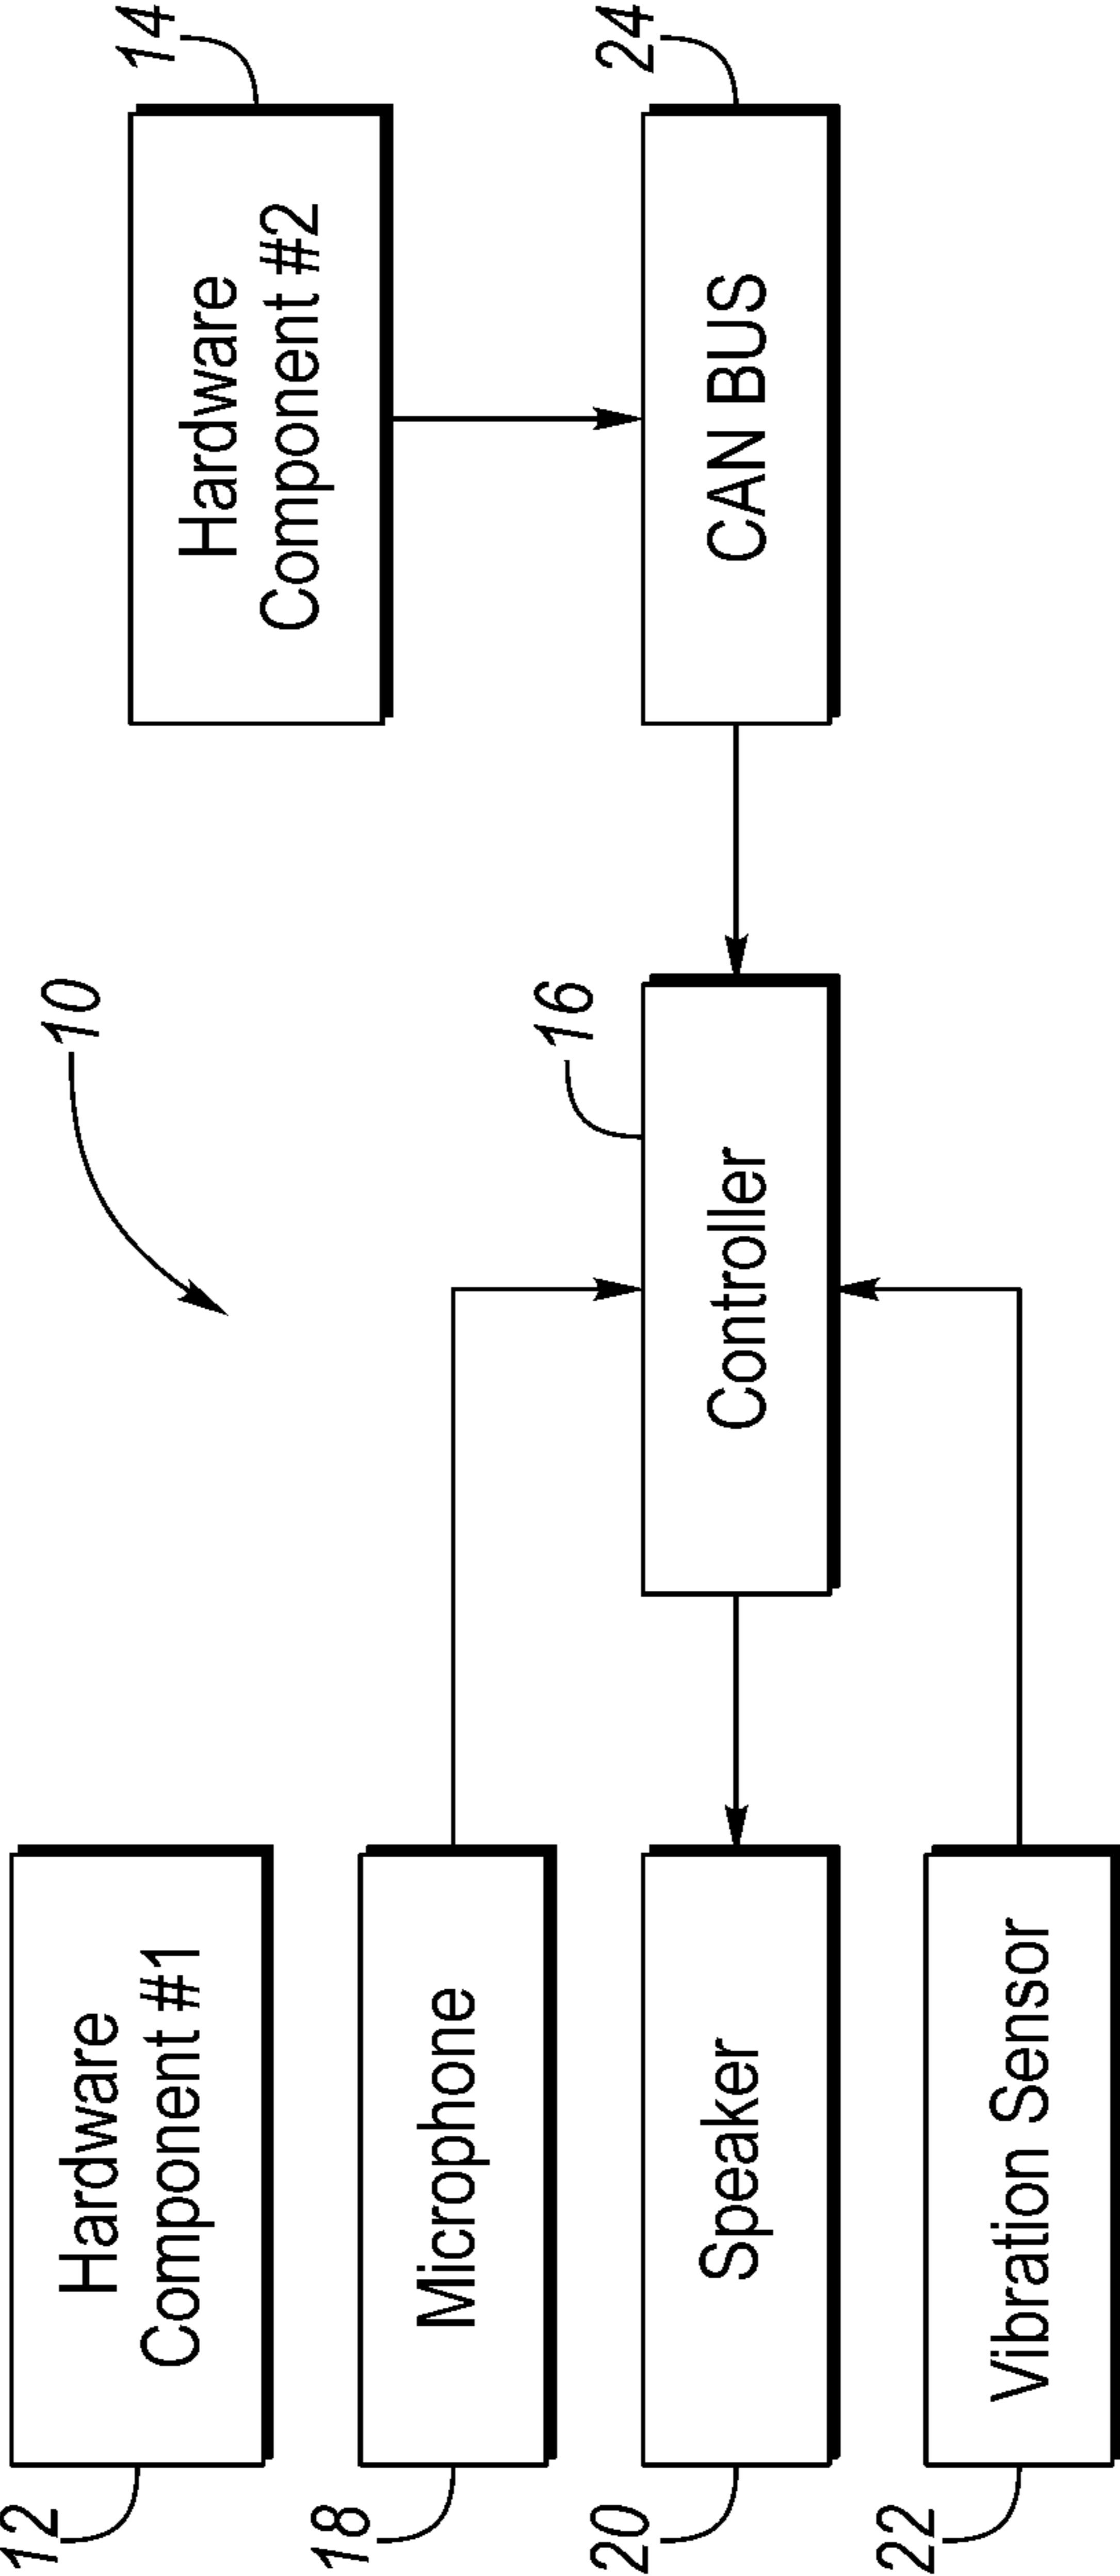 10
12
Hardware
Component #1
14
Hardware
Component #2
18
Microphone
16
20
24
Speaker
Controller
CAN BUS
22
Vibration Sensor